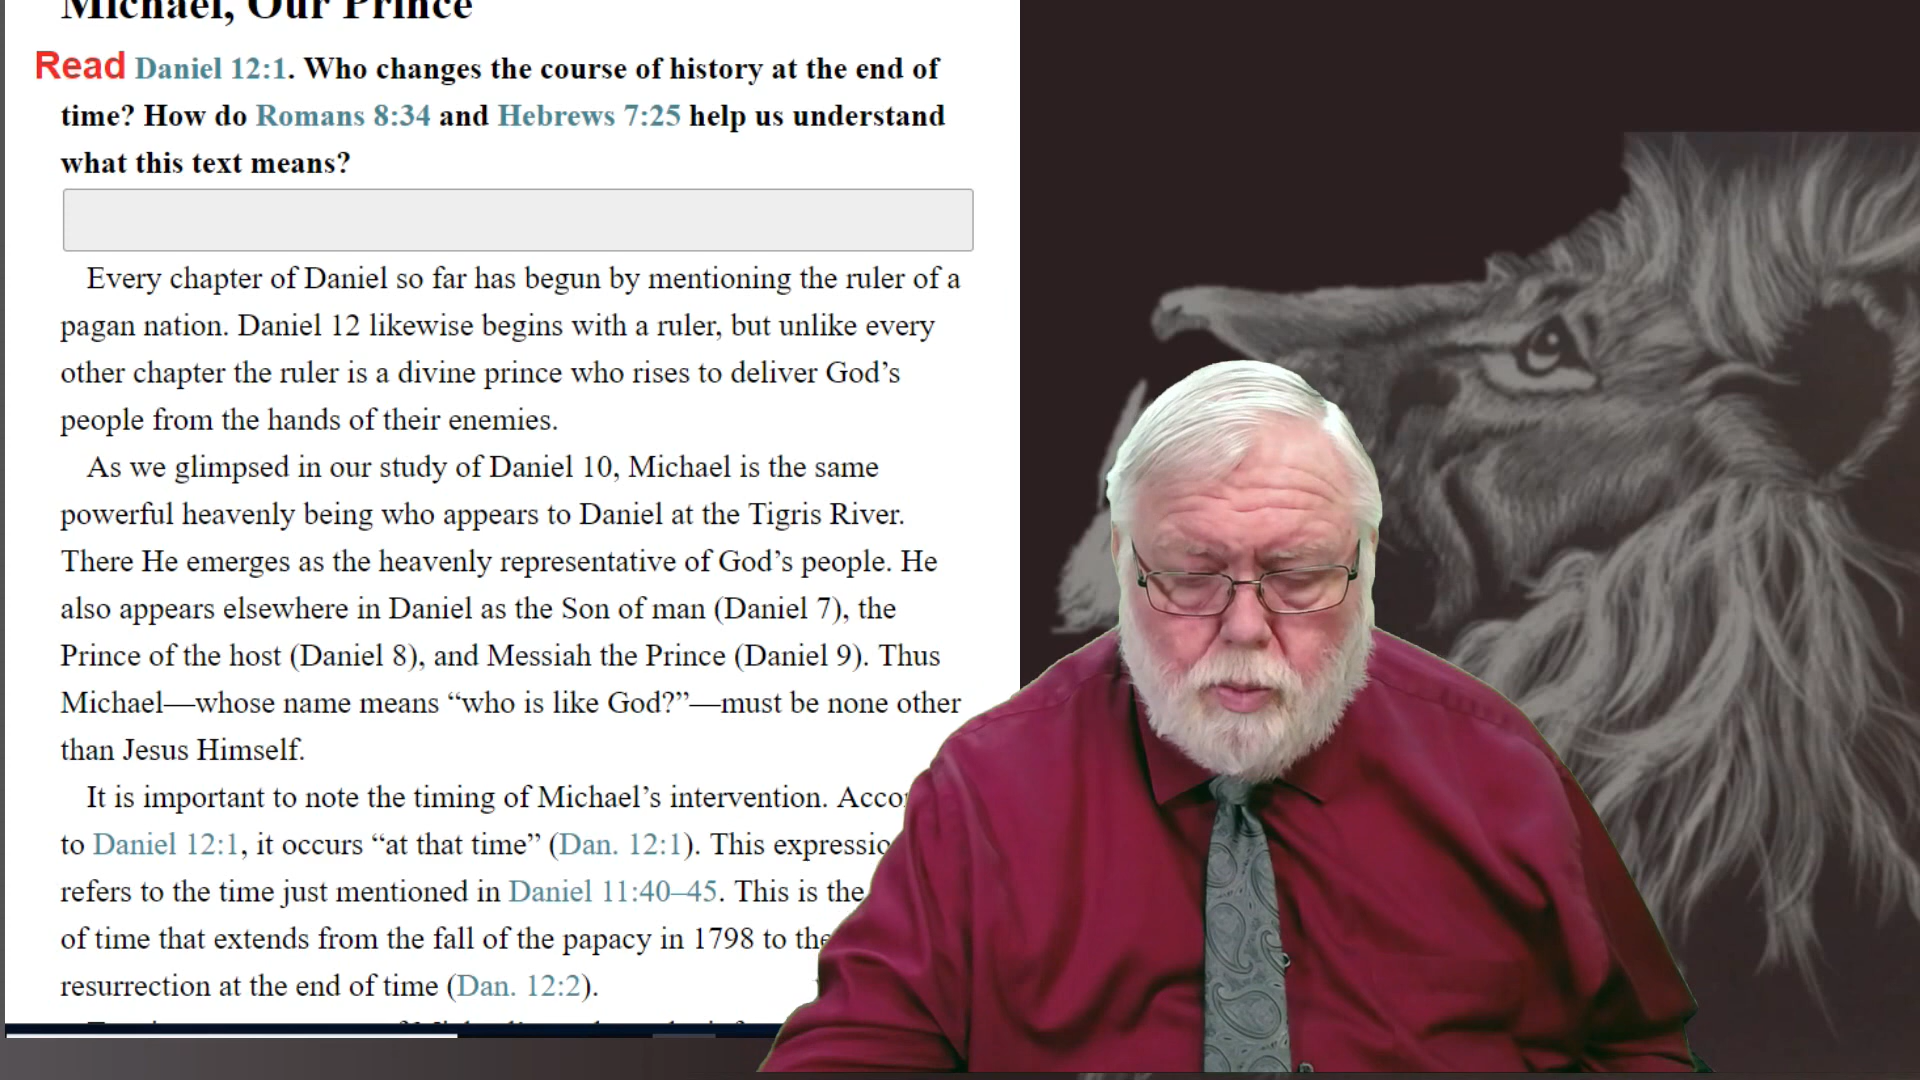 Michael, Our Prince
Read Daniel 12:1. Who changes the course of history at the end of
time? How do Romans 8:34 and Hebrews 7:25 help us understand
what this text means?
Every chapter of Daniel so far has begun by mentioning the ruler of a
pagan nation. Daniel 12 likewise begins with a ruler, but unlike every
other chapter the ruler is a divine prince who rises to deliver God’s
people from the hands of their enemies.
As we glimpsed in our study of Daniel 10, Michael is the same
powerful heavenly being who appears to Daniel at the Tigris River.
There He emerges as the heavenly representative of God’s people. He
also appears elsewhere in Daniel as the Son of man (Daniel 7), the
Prince of the host (Daniel 8), and Messiah the Prince (Daniel 9). Thus
Michael—whose name means “who is like God?”—must be none other
than Jesus Himself.
It is important to note the timing of Michael’s intervention.
to Daniel 12:1, it occurs “at that time” (Dan. 12:1). This
refers to the time just mentioned in Daniel 11:40–45. This is the
of time that extends from the fall of the papacy in 1798 to the
resurrection at the end of time (Dan. 12:2).